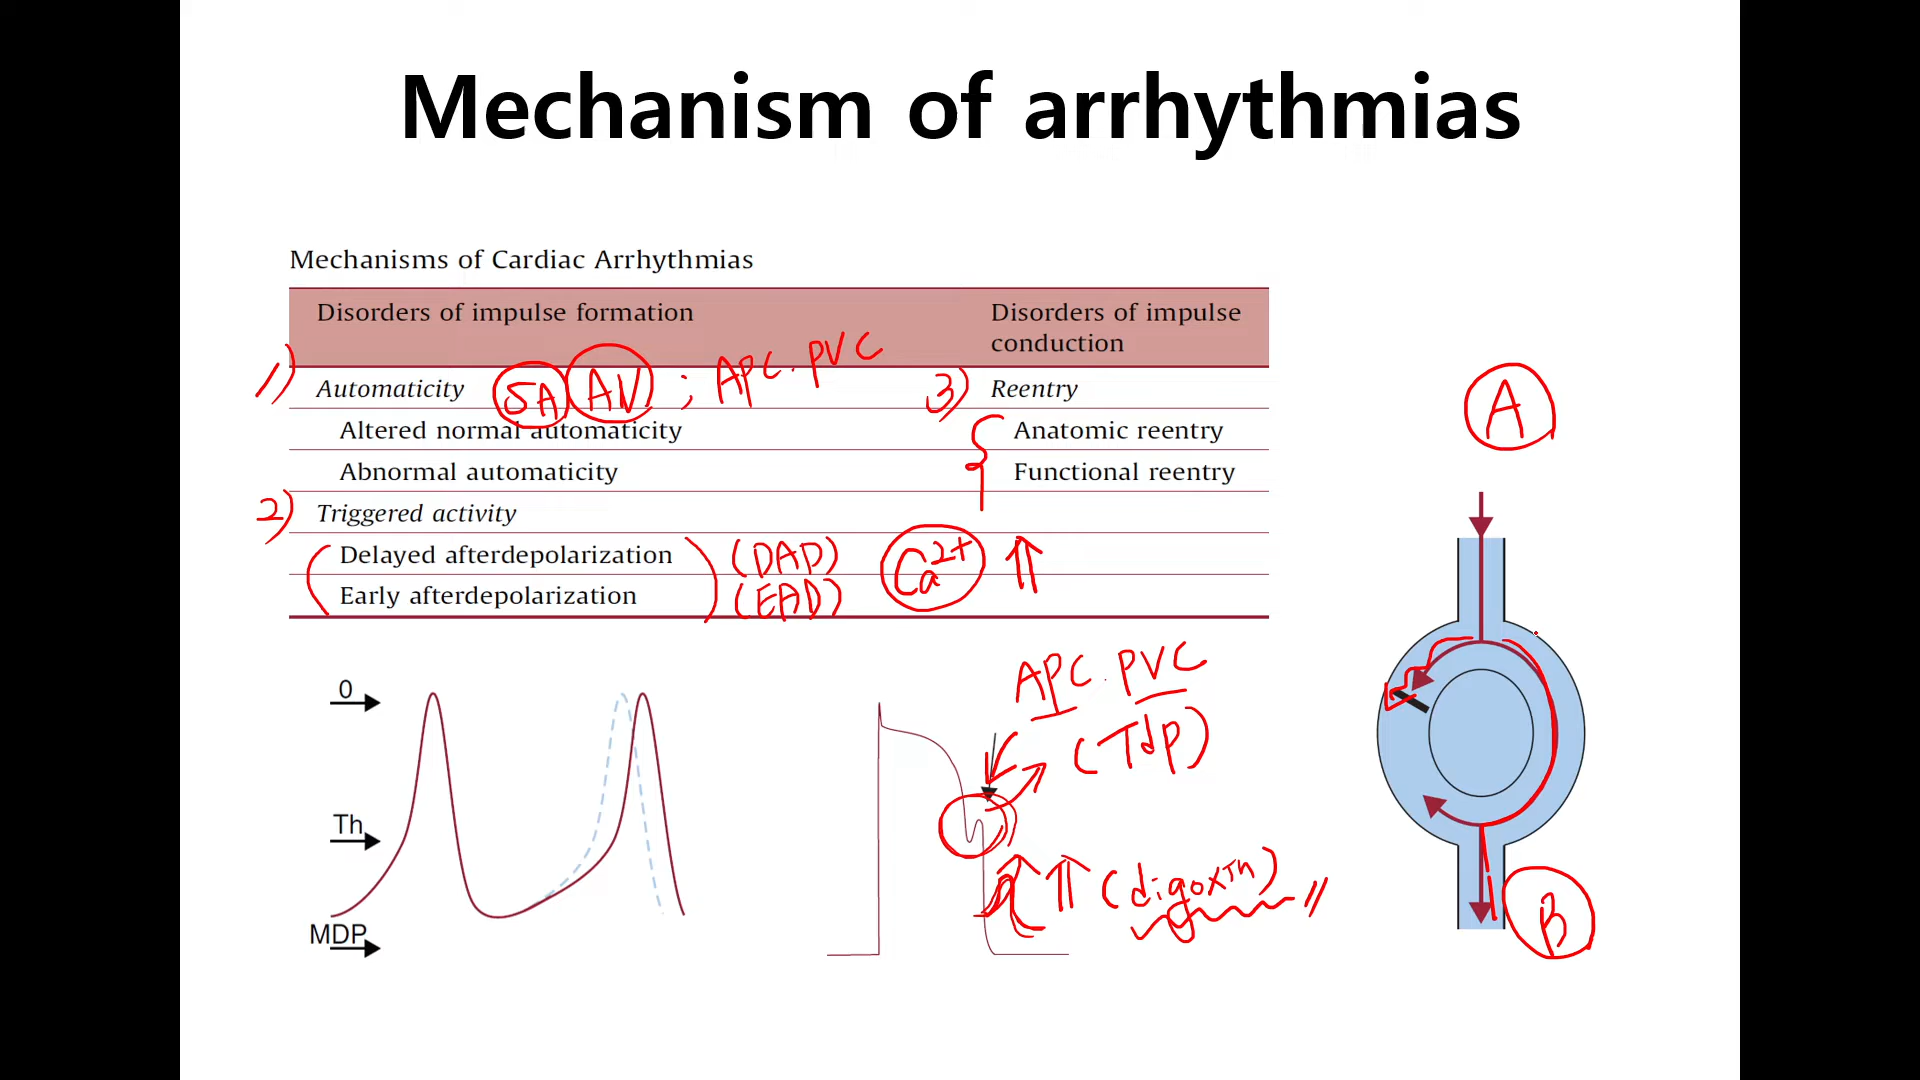 Mechanism of arrhythmias
Mechanisms of Cardiac Arrhythmias
Disorders of impulse formation
Disorders of impulse
conduction
1) Automaticity SA AV ; APC. PVC
3) Reentry
Altered normal automaticity
Anatomic reentry
Abnormal automaticity
Functional reentry
2) Triggered activity
Delayed afterdepolarization (DAD)
Early afterdepolarization (EAD)
Ca2+ ⇑
A
0
Th
MDP
APC. PVC
(Tdp)
(digoxin)
B